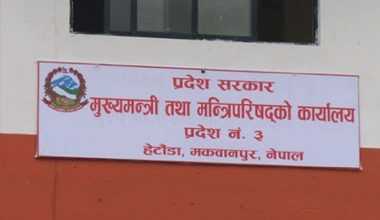 प्रदेश सरकार
मुख्यमन्त्री तथा मन्त्रिपरिषद्को कार्यालय
प्रदेश नं. ३
हेटौंडा, मकवानपुर, नेपाल